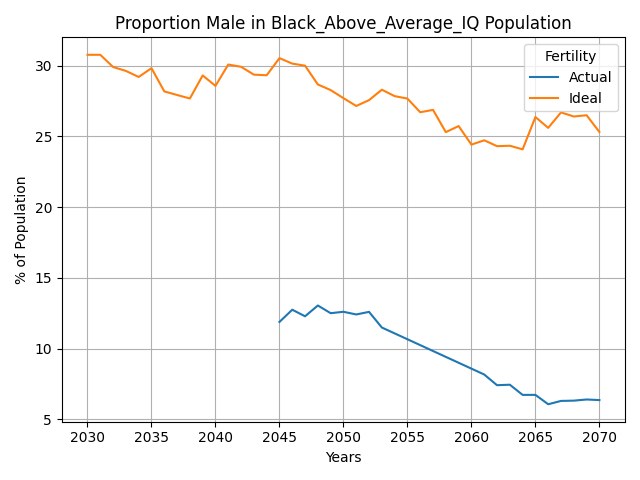 Proportion Male in Black_Above_Average_IQ Population
Fertility
Actual
Ideal
% of Population
30
25
20
15
10
5
2030 2035 2040 2045 2050 2055 2060 2065 2070
Years